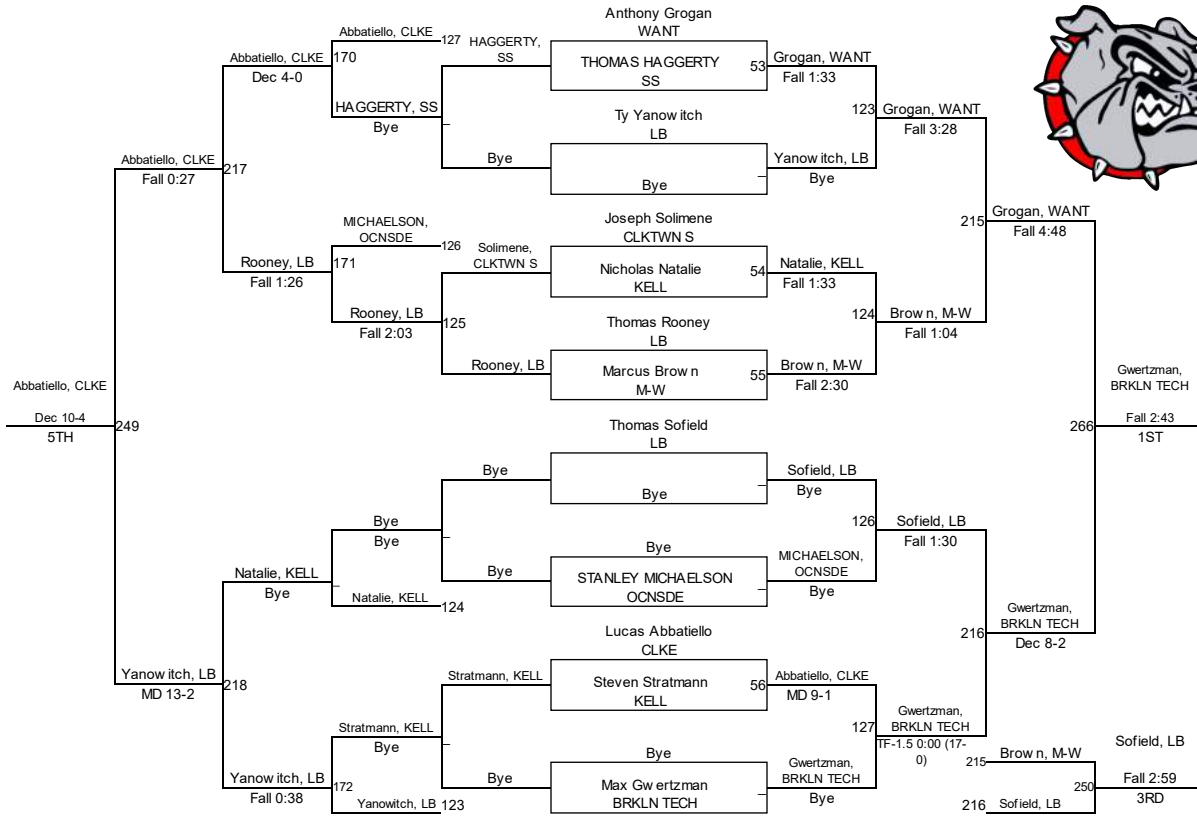 Anthony Grogan
WANT
THOMAS HAGGERTY
SS
53
Ty Yanowitch
LB
Bye
_
Joseph Solimene
CLKTWN S
Nicholas Natalie
KELL
54
Thomas Rooney
LB
Marcus Brown
M-W
55
Thomas Sofield
LB
Bye
_
Bye
STANLEY MICHAELSON
OCNSDE
_
Lucas Abbatiello
CLKE
Steven Stratmann
KELL
56
Bye
Max Gwertzman
BRKLN TECH
_
Grogan, WANT
Fall 1:33
Yanowitch, LB
Bye
Natalie, KELL
Fall 1:33
Brown, M-W
Fall 2:30
Sofield, LB
Bye
MICHAELSON,
OCNSDE
Bye
Abbatiello, CLKE
MD 9-1
Gwertzman,
BRKLN TECH
Bye
123
Grogan, WANT
Fall 3:28
124
Brown, M-W
Fall 1:04
126
Sofield, LB
Fall 1:30
127
Gwertzman,
BRKLN TECH
TF-1.5 0:00 (17-
0)
215
Grogan, WANT
Fall 4:48
216
Gwertzman,
BRKLN TECH
Dec 8-2
266
Gwertzman,
BRKLN TECH
Fall 2:43
1ST
215
Brown, M-W
216
Sofield, LB
250
Sofield, LB
Fall 2:59
3RD
HAGGERTY,
SS
Bye
Solimene,
CLKTWN S
Rooney, LB
Bye
Bye
Stratmann, KELL
Bye
Abbatiello, CLKE
127
HAGGERTY, SS
Bye
_
MICHAELSON,
OCNSDE
126
Rooney, LB
Fall 2:03
125
Bye
Bye
_
Natalie, KELL
124
Stratmann, KELL
Bye
_
Yanowitch, LB
123
Abbatiello, CLKE
Dec 4-0
170
Rooney, LB
Fall 1:26
171
Natalie, KELL
Bye
_
Yanowitch, LB
Fall 0:38
172
Abbatiello, CLKE
Fall 0:27
217
Yanowitch, LB
MD 13-2
218
Abbatiello, CLKE
Dec 10-4
5TH
249